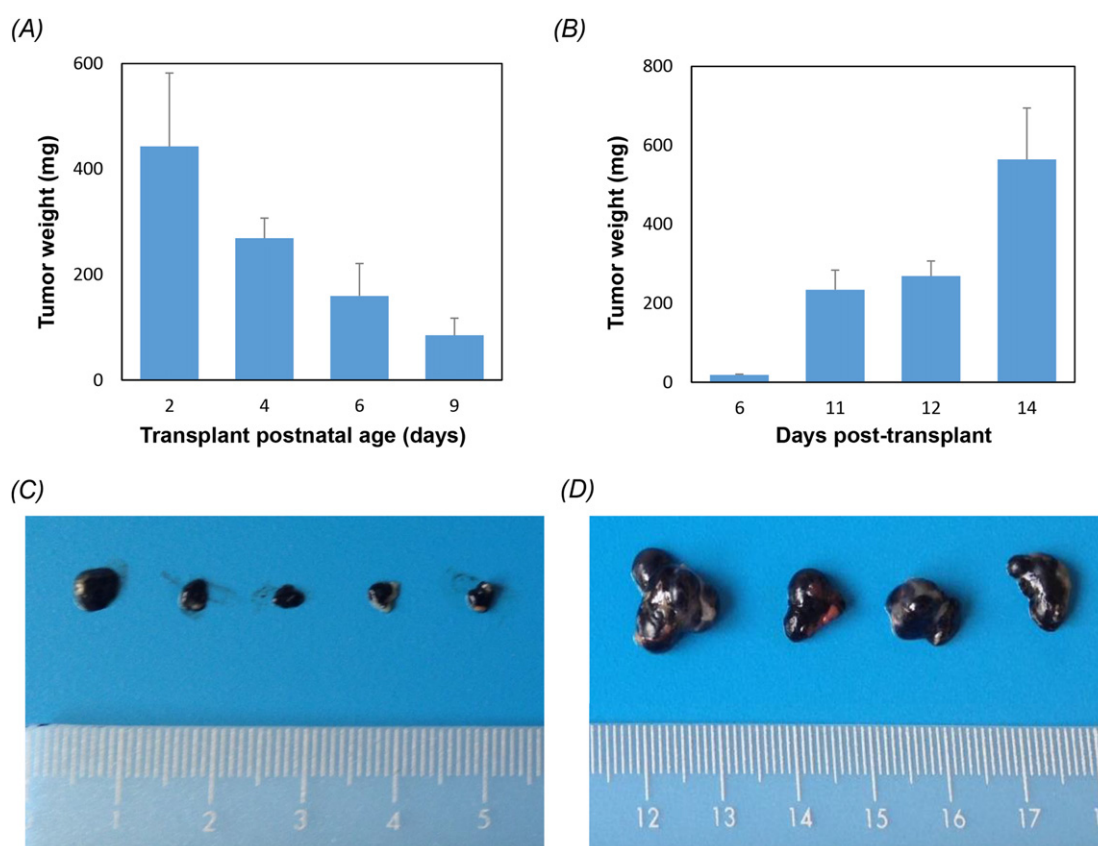 (A)
600
400
200
0
Tumor weight (mg)
2 4 6 9
Transplant postnatal age (days)
(B)
800
600
400
200
0
Tumor weight (mg)
6 11 12 14
Days post-transplant
(C)
1 2 3 4 5
(D)
12 13 14 15 16 17